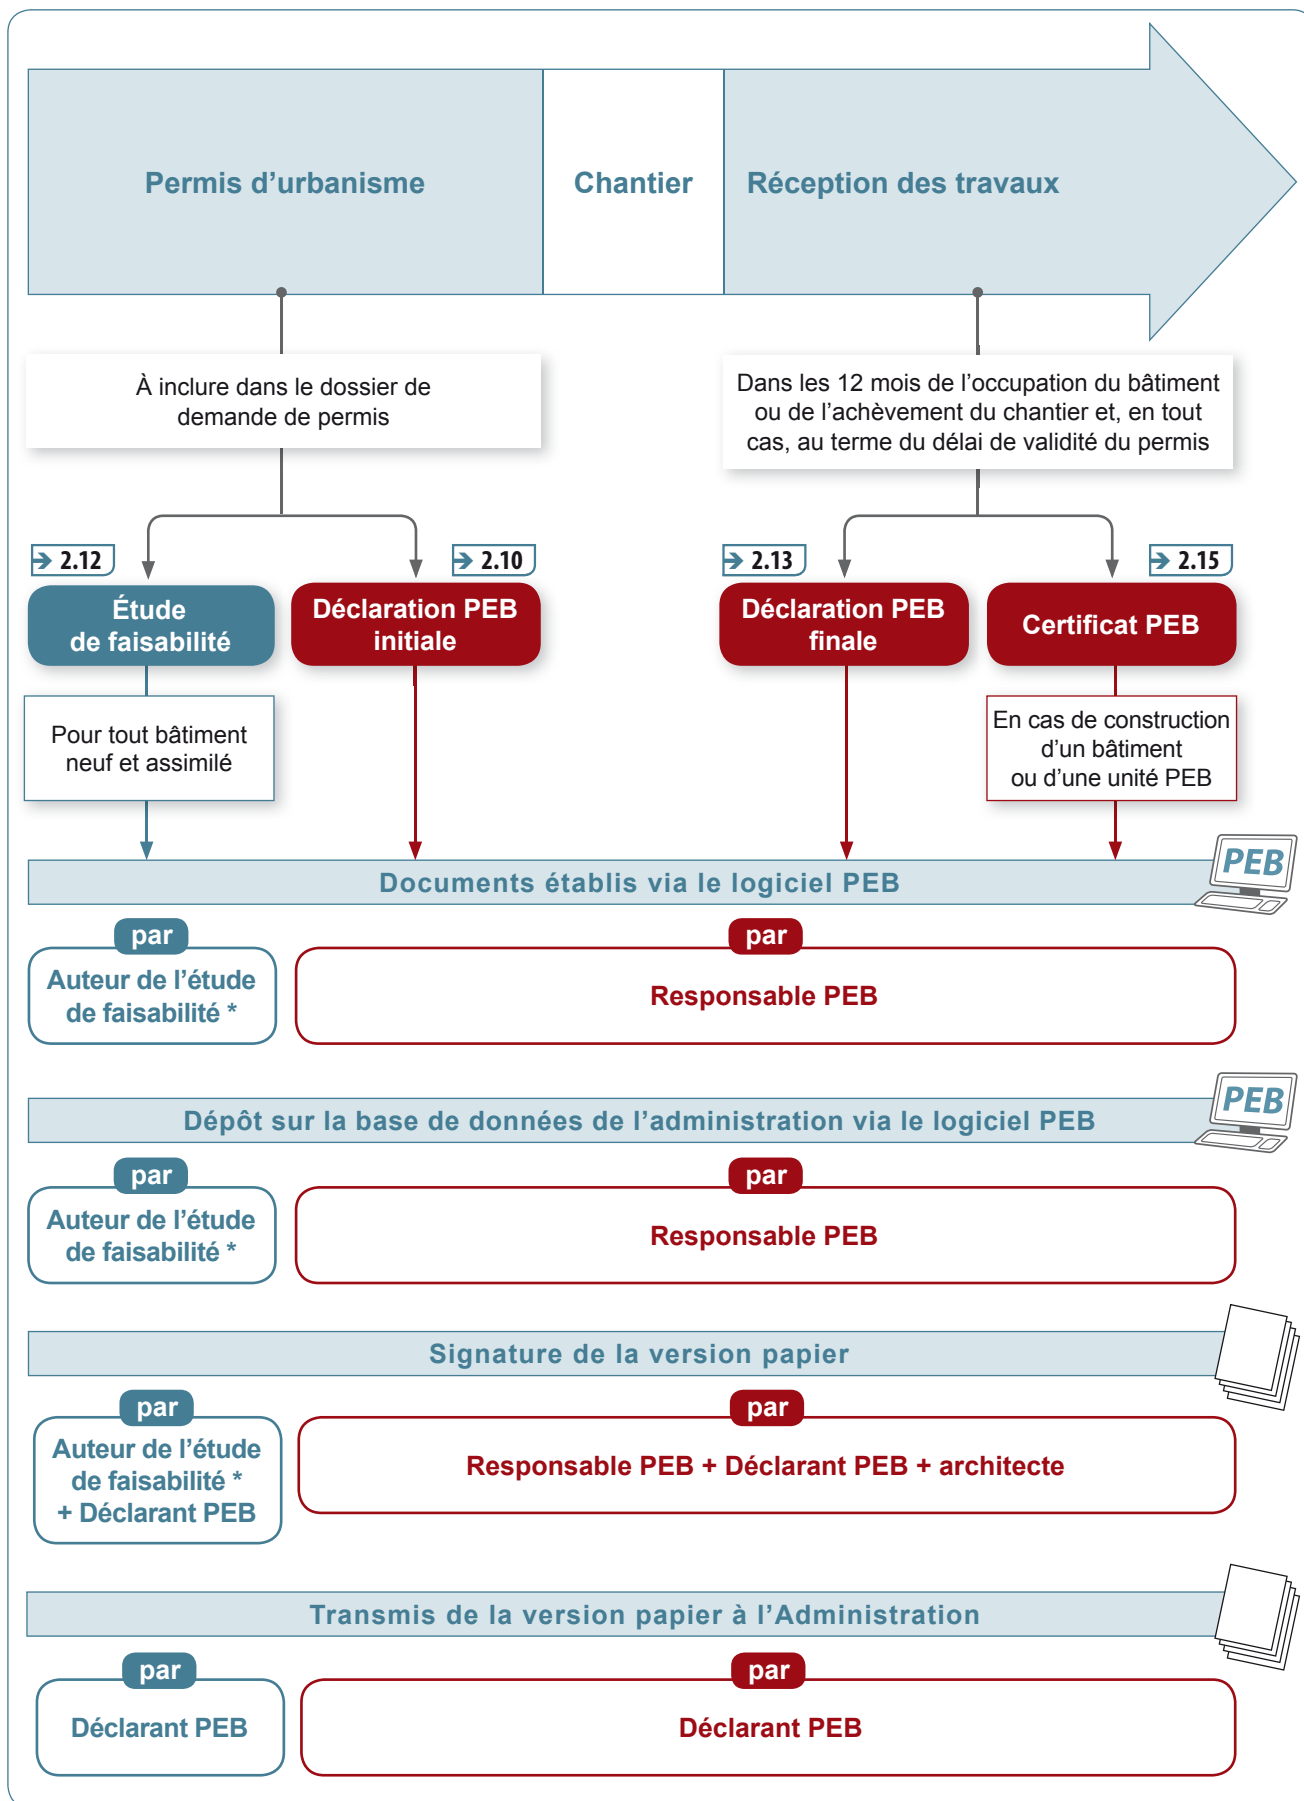 Permis d’urbanisme
Chantier
Réception des travaux
À inclure dans le dossier de
demande de permis
Dans les 12 mois de l’occupation du bâtiment
ou de l’achèvement du chantier et, en tout
cas, au terme du délai de validité du permis
2.12
2.10
2.13
2.15
Étude
de faisabilité
Déclaration PEB
initiale
Déclaration PEB
finale
Certificat PEB
Pour tout bâtiment
neuf et assimilé
En cas de construction
d’un bâtiment
ou d’une unité PEB
Documents établis via le logiciel PEB
PEB
par
par
Auteur de l’étude
de faisabilité *
Responsable PEB
Dépôt sur la base de données de l’administration via le logiciel PEB
PEB
par
par
Auteur de l’étude
de faisabilité *
Responsable PEB
Signature de la version papier
par
par
Auteur de l’étude
de faisabilité *
+ Déclarant PEB
Responsable PEB + Déclarant PEB + architecte
Transmis de la version papier à l’Administration
par
par
Déclarant PEB
Déclarant PEB